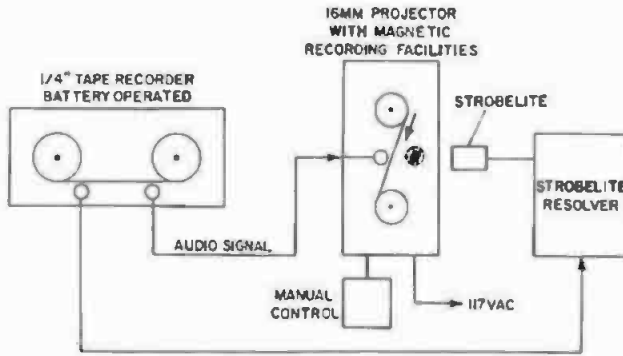 16MM PROJECTOR
WITH MAGNETIC
RECORDING FACILITIES
1/4" TAPE RECORDER
BATTERY OPERATED
STROBELITE
STROBELITE
RESOLVER
AUDIO SIGNAL
MANUAL
CONTROL
117VAC